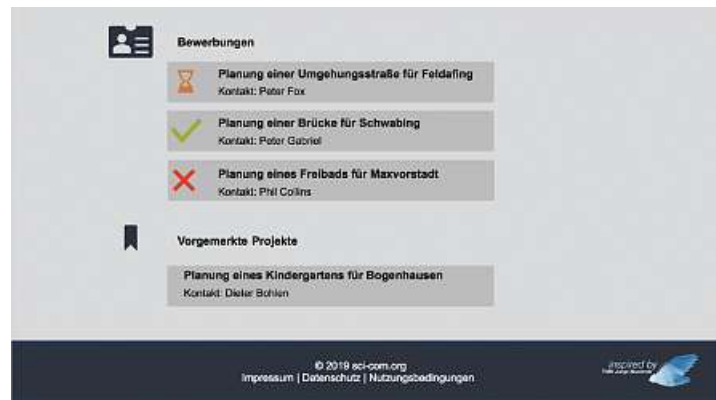 Bewerbungen
Planung einer Umgehungsstraße für Feldafing
Kontakt: Peter Fox
Planung einer Brücke für Schwabing
Kontakt: Peter Gabriel
Planung eines Freibads für Maxvorstadt
Kontakt: Phil Collins
Vorgemerkte Projekte
Planung eines Kindergartens für Bogenhausen
Kontakt: Dieter Bohlen
© 2019 sci-com.org
Impressum | Datenschutz | Nutzungsbedingungen
inspired by